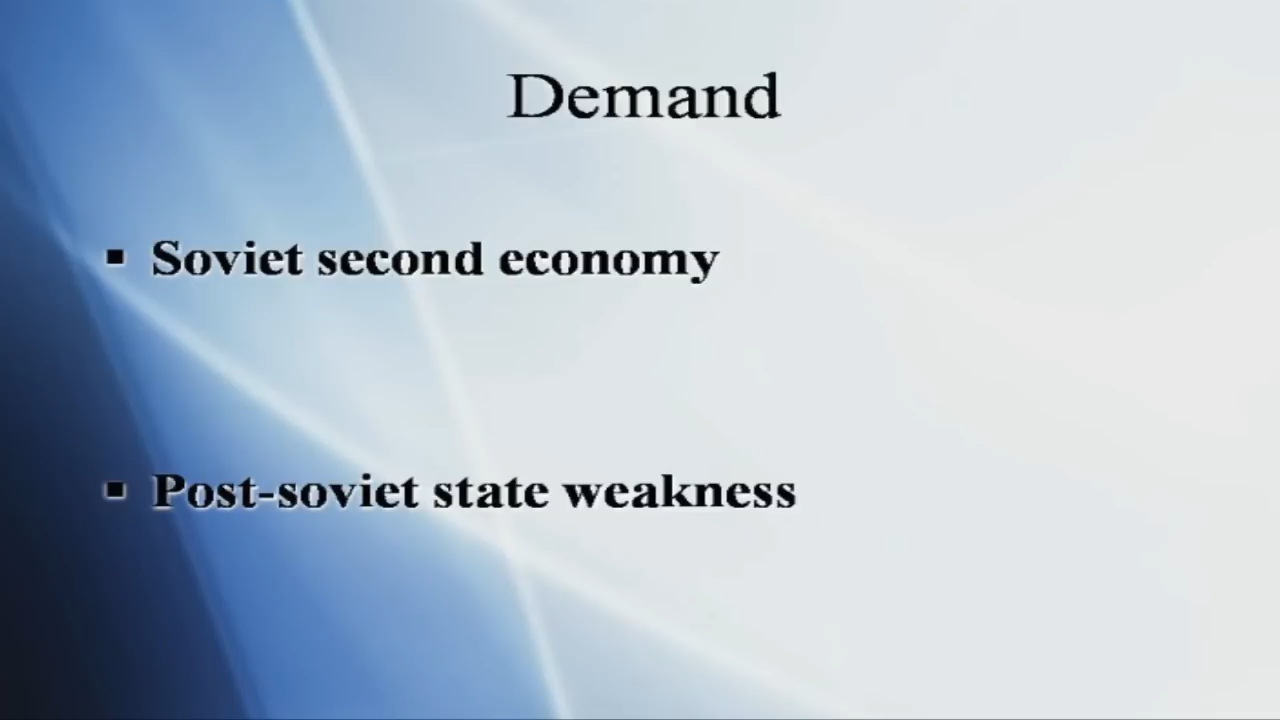 Demand
▪ Soviet second economy
▪ Post-soviet state weakness